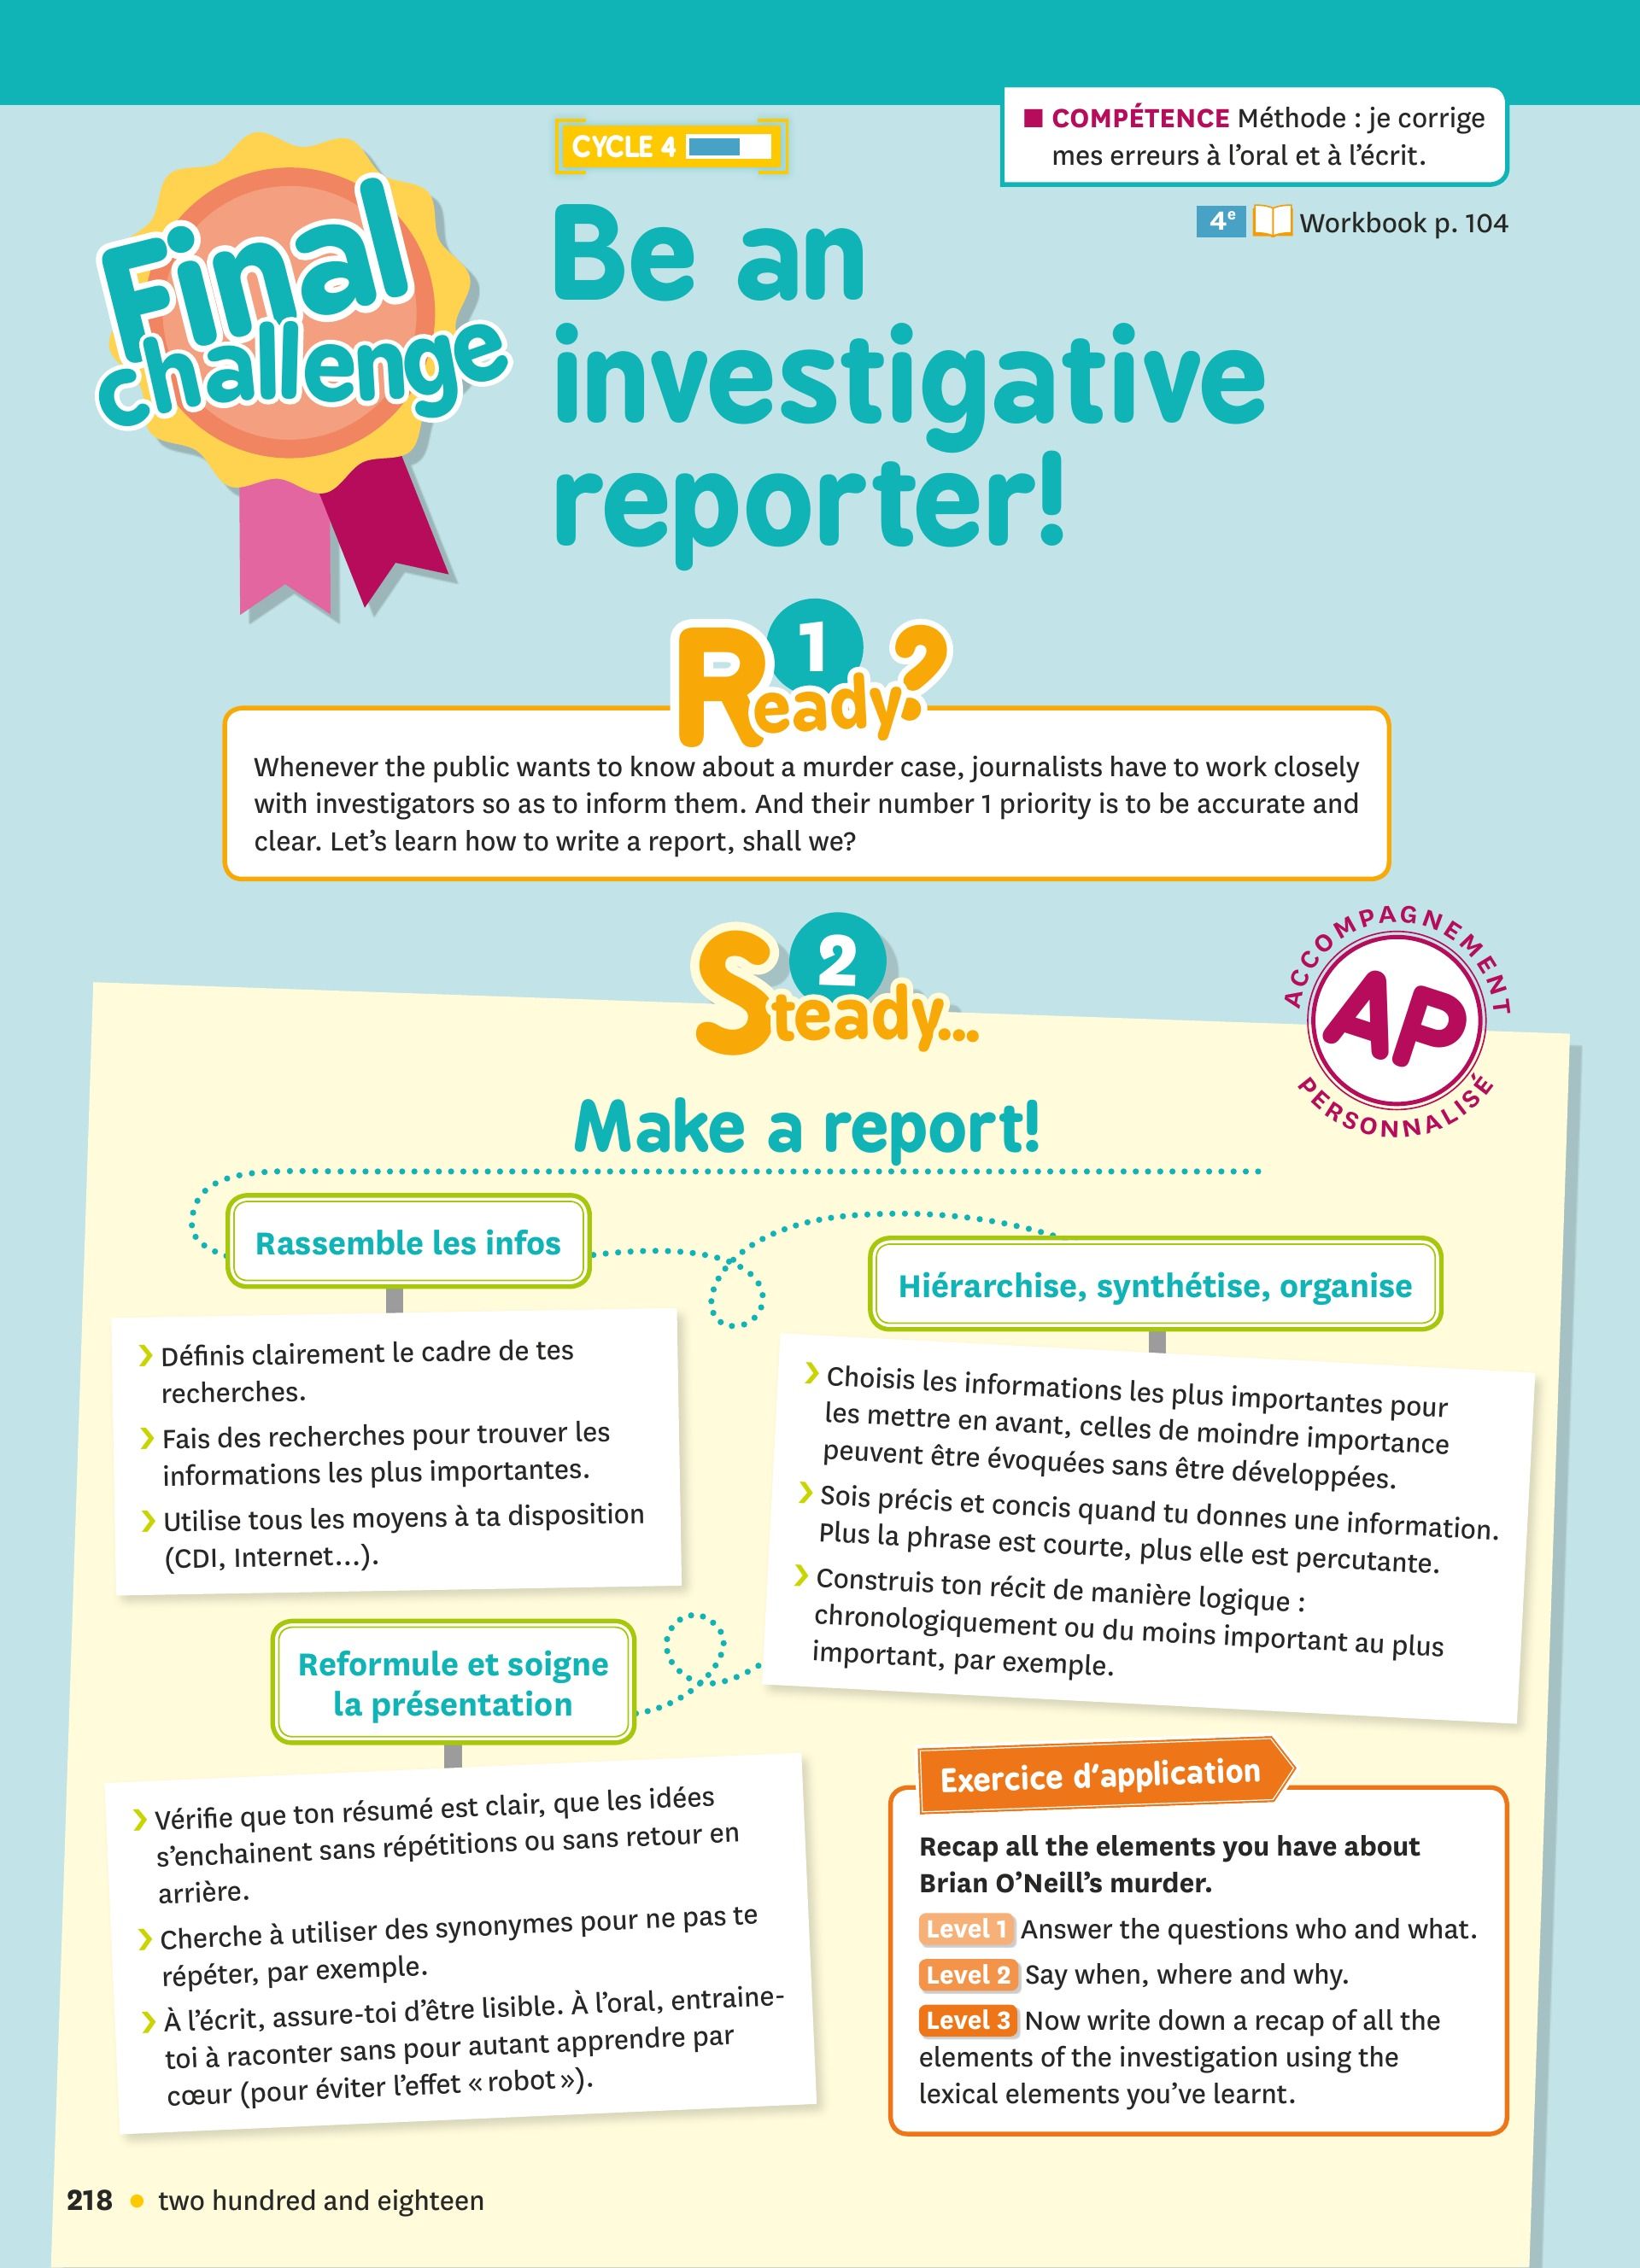 COMPÉTENCE Méthode : je corrige
mes erreurs à l'oral et à l'écrit.
CYCLE 4
4e Workbook p. 104
Final
challenge
Be an
investigative
reporter!
1
Ready?
Whenever the public wants to know about a murder case, journalists have to work closely
with investigators so as to inform them. And their number 1 priority is to be accurate and
clear. Let's learn how to write a report, shall we?
2
Steady...
ACCOMPAGNEMENT
AP
PERSONNALISÉ
Make a report!
Rassemble les infos
› Définis clairement le cadre de tes
recherches.
› Fais des recherches pour trouver les
informations les plus importantes.
› Utilise tous les moyens à ta disposition
(CDI, Internet...).
Hiérarchise, synthétise, organise
› Choisis les informations les plus importantes pour
les mettre en avant, celles de moindre importance
peuvent être évoquées sans être développées.
› Sois précis et concis quand tu donnes une information.
Plus la phrase est courte, plus elle est percutante.
› Construis ton récit de manière logique :
chronologiquement ou du moins important au plus
important, par exemple.
Reformule et soigne
la présentation
› Vérifie que ton résumé est clair, que les idées
s'enchainent sans répétitions ou sans retour en
arrière.
› Cherche à utiliser des synonymes pour ne pas te
répéter, par exemple.
› À l'écrit, assure-toi d'être lisible. À l'oral, entraine-
toi à raconter sans pour autant apprendre par
cœur (pour éviter l'effet « robot »).
Exercice d'application
Recap all the elements you have about
Brian O'Neill's murder.
Level 1 Answer the questions who and what.
Level 2 Say when, where and why.
Level 3 Now write down a recap of all the
elements of the investigation using the
lexical elements you've learnt.
218 • two hundred and eighteen